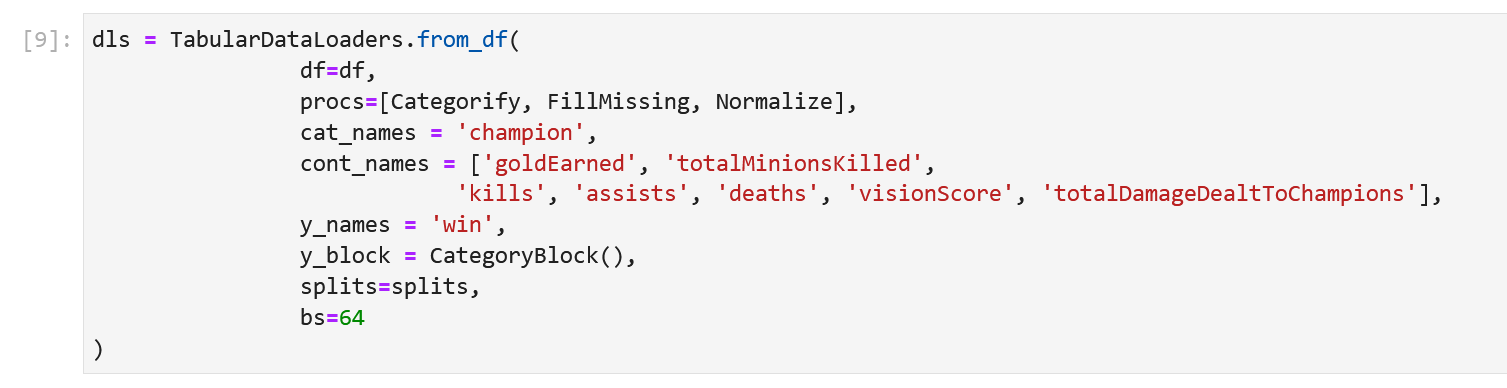 [9]: dls = TabularDataLoaders.from_df(
df=df,
procs=[Categorify, FillMissing, Normalize],
cat_names = 'champion',
cont_names = ['goldEarned', 'totalMinionsKilled',
'kills', 'assists', 'deaths', 'visionScore', 'totalDamageDealtToChampions'],
y_names = 'win',
y_block = CategoryBlock(),
splits=splits,
bs=64
)